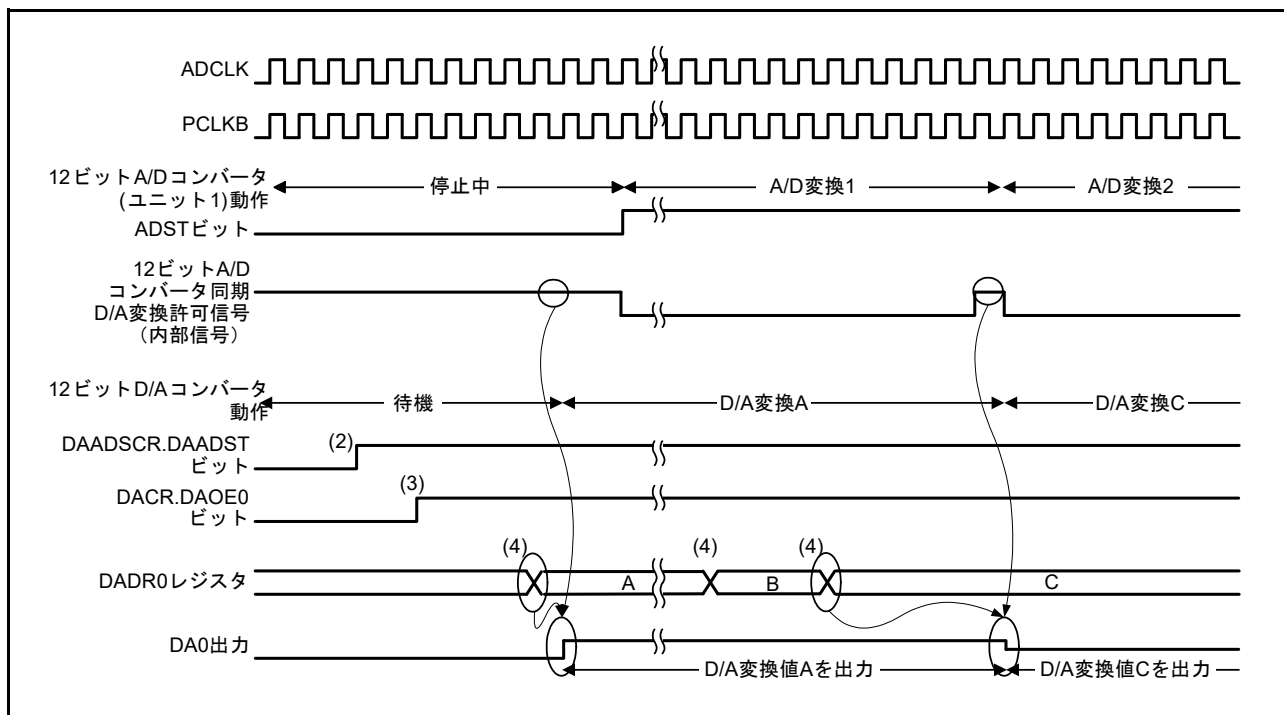 ADCLK
PCLKB
12ビットA/Dコンバータ
(ユニット1)動作
停止中
A/D変換1
A/D変換2
ADSTビット
12ビットA/D
コンバータ同期
D/A変換許可信号
（内部信号）
12ビットD/Aコンバータ
動作
待機
D/A変換A
D/A変換C
DAADSCR.DAADST
ビット
(2)
DACR.DAOE0
ビット
(3)
(4)
(4)
(4)
DADR0レジスタ
A
B
C
DA0出力
D/A変換値Aを出力
D/A変換値Cを出力